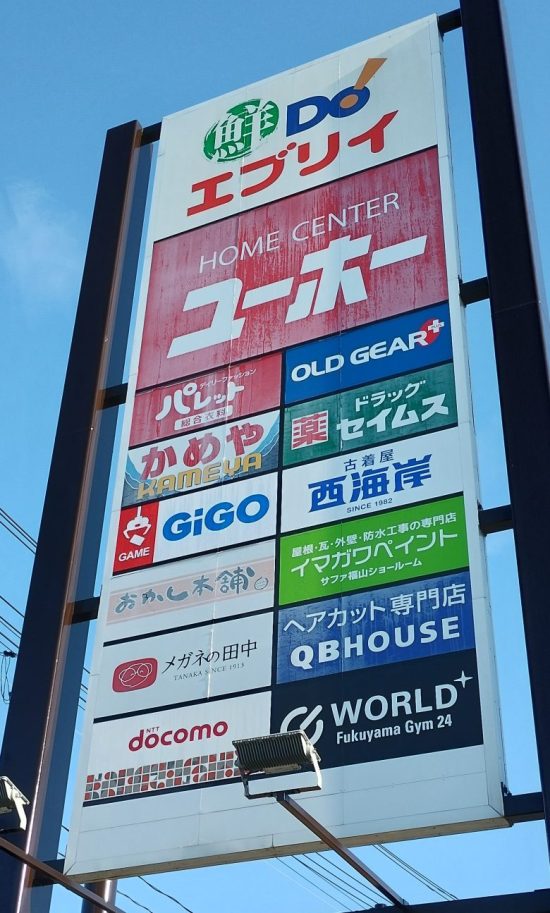 鮮Do!
エブリイ
HOME CENTER
ユーホー
OLD GEAR
デイリーファッション
パレット
総合衣料
ドラッグ
薬 セイムス
かめや
KAMEYA
古着屋
西海岸
SINCE 1982
GAME
GiGO
屋根・瓦・外壁・防水工事の専門店
イマガワペイント
サファ福山ショールーム
おかし本舗
ヘアカット専門店
QBHOUSE
メガネの田中
TANAKA SINCE 1913
WORLD+
Fukuyama Gym 24
NTT
docomo